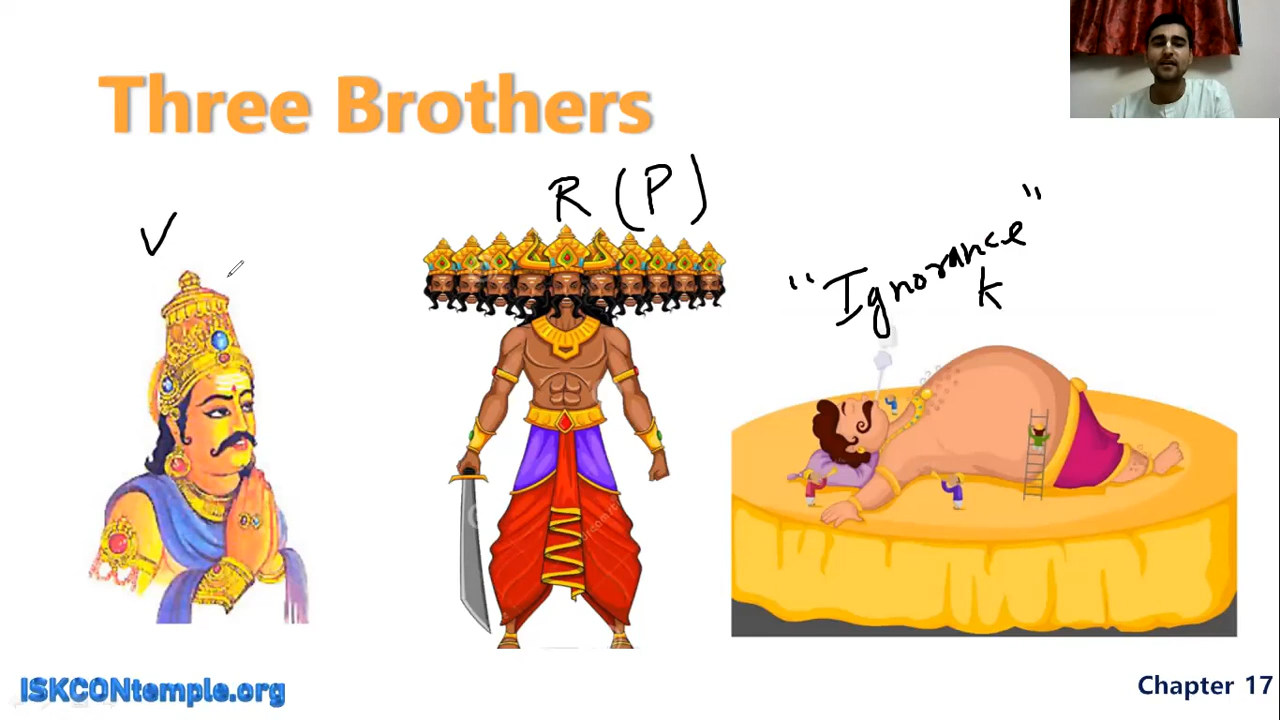 Three Brothers
V
R (P)
"Ignorance"
k
ISKCONtemple.org
Chapter 17